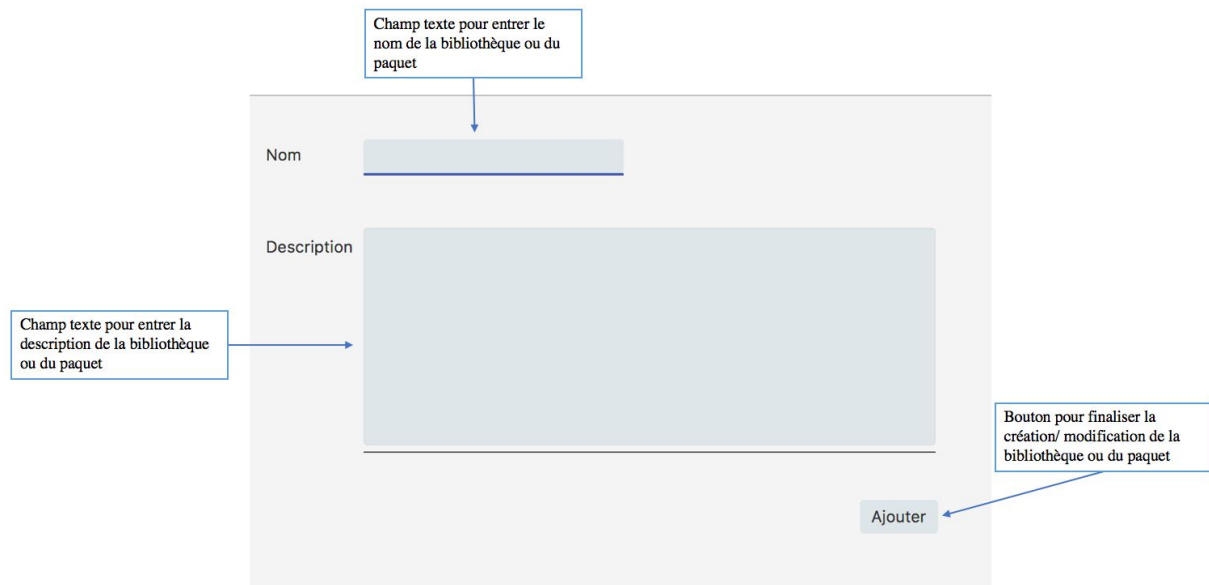 Champ texte pour entrer le
nom de la bibliothèque ou du
paquet
Nom
Description
Champ texte pour entrer la
description de la bibliothèque
ou du paquet
Bouton pour finaliser la
création/ modification de la
bibliothèque ou du paquet
Ajouter